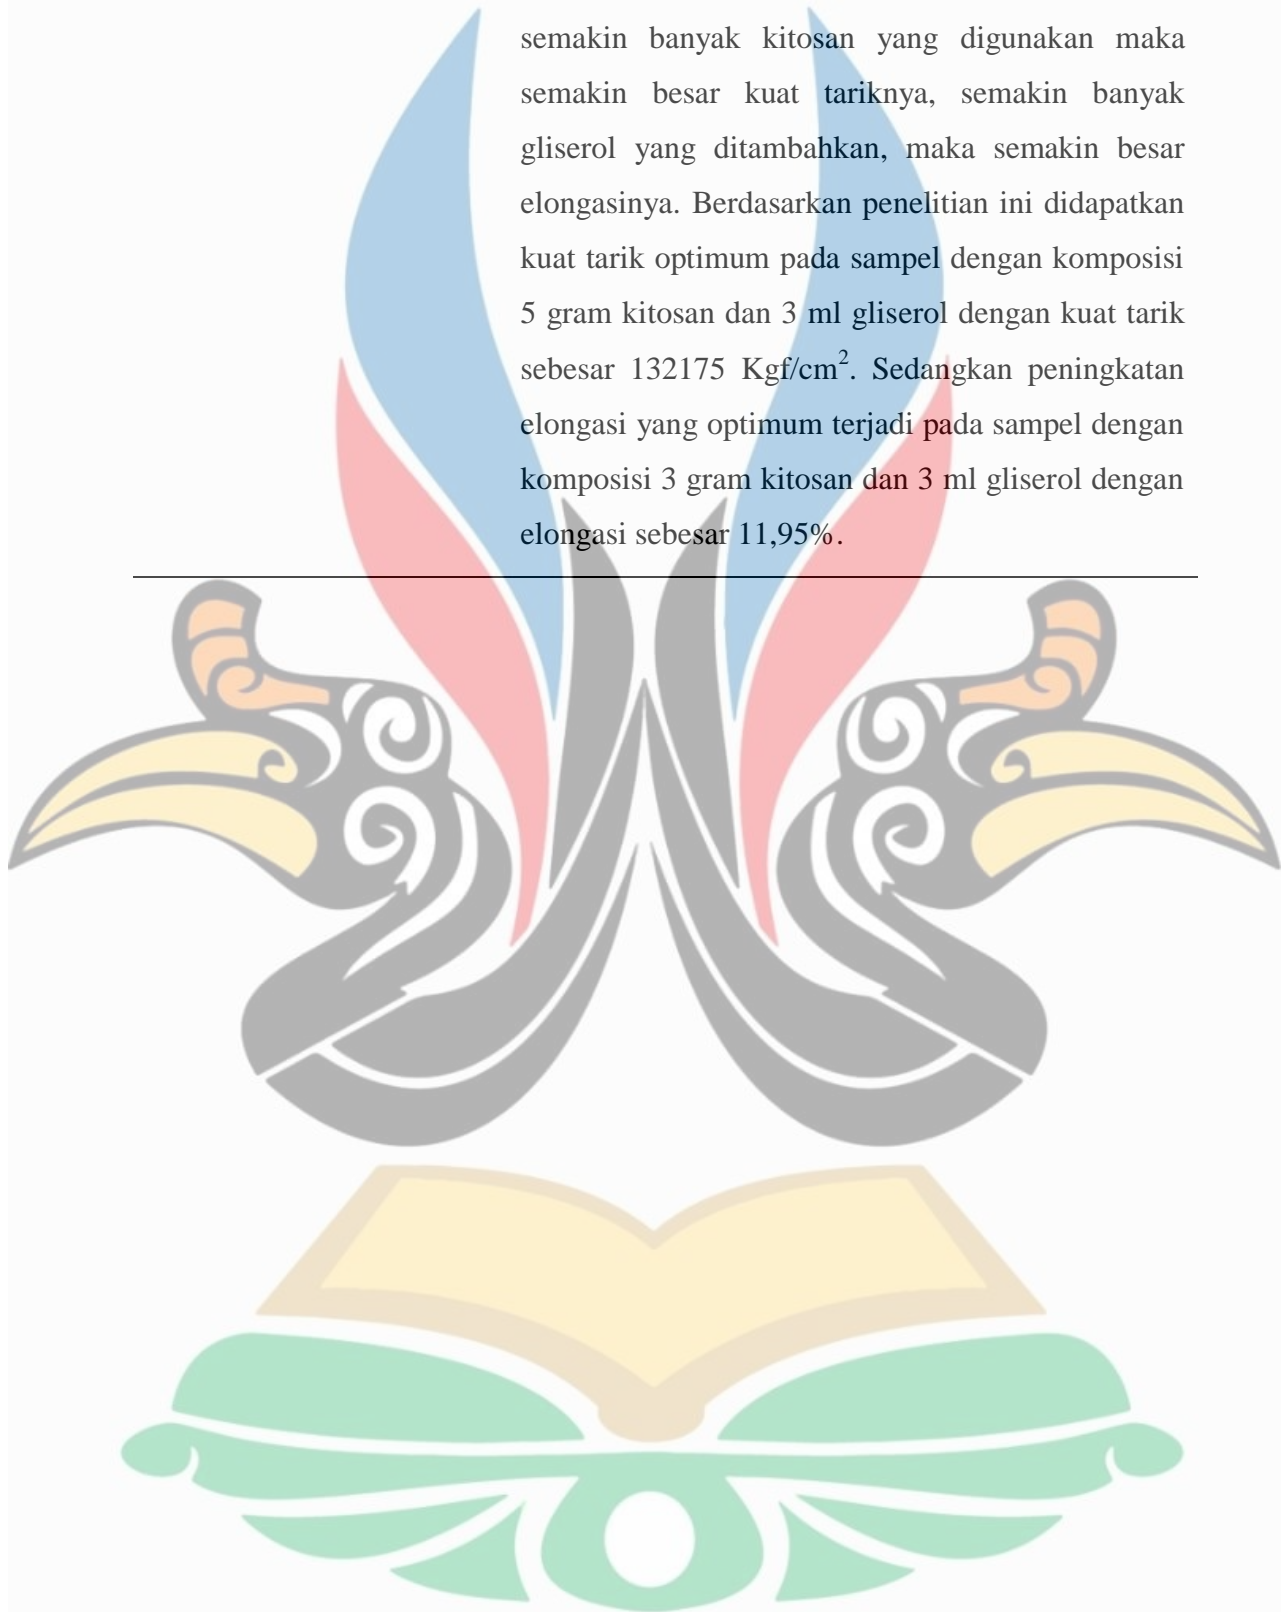 semakin banyak kitosan yang digunakan maka
semakin besar kuat tariknya, semakin banyak
gliserol yang ditambahkan, maka semakin besar
elongasinya. Berdasarkan penelitian ini didapatkan
kuat tarik optimum pada sampel dengan komposisi
5 gram kitosan dan 3 ml gliserol dengan kuat tarik
sebesar 132175 Kgf/cm². Sedangkan peningkatan
elongasi yang optimum terjadi pada sampel dengan
komposisi 3 gram kitosan dan 3 ml gliserol dengan
elongasi sebesar 11,95%.